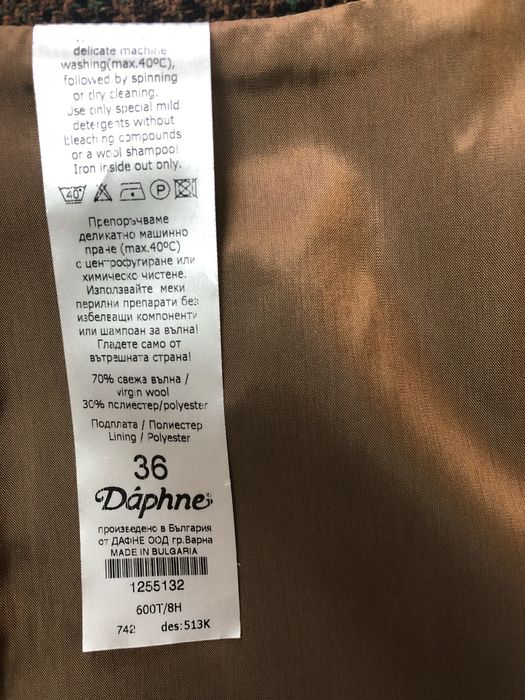 delicate machine
washing(max.40ºC),
followed by spinning
or dry cleaning.
Use only special mild
detergents without
bleaching compounds
or a wool shampoo!
Iron inside out only.
40°
P
Препоръчваме
деликатно машинно
пране (max.40ºC)
с центрофугиране или
химическо чистене.
Използвайте меки
перилни препарати без
избелващи компоненти
или шампоан за вълна!
Гладете само от
вътрешната страна!
70% свежа вълна /
virgin wool
30% полиестер/polyester
Подплата / Полиестер
Lining / Polyester
36
Dáphne
произведено в България
от ДАФНЕ ООД гр.Варна
MADE IN BULGARIA
1255132
600T/8H
742 des:513K